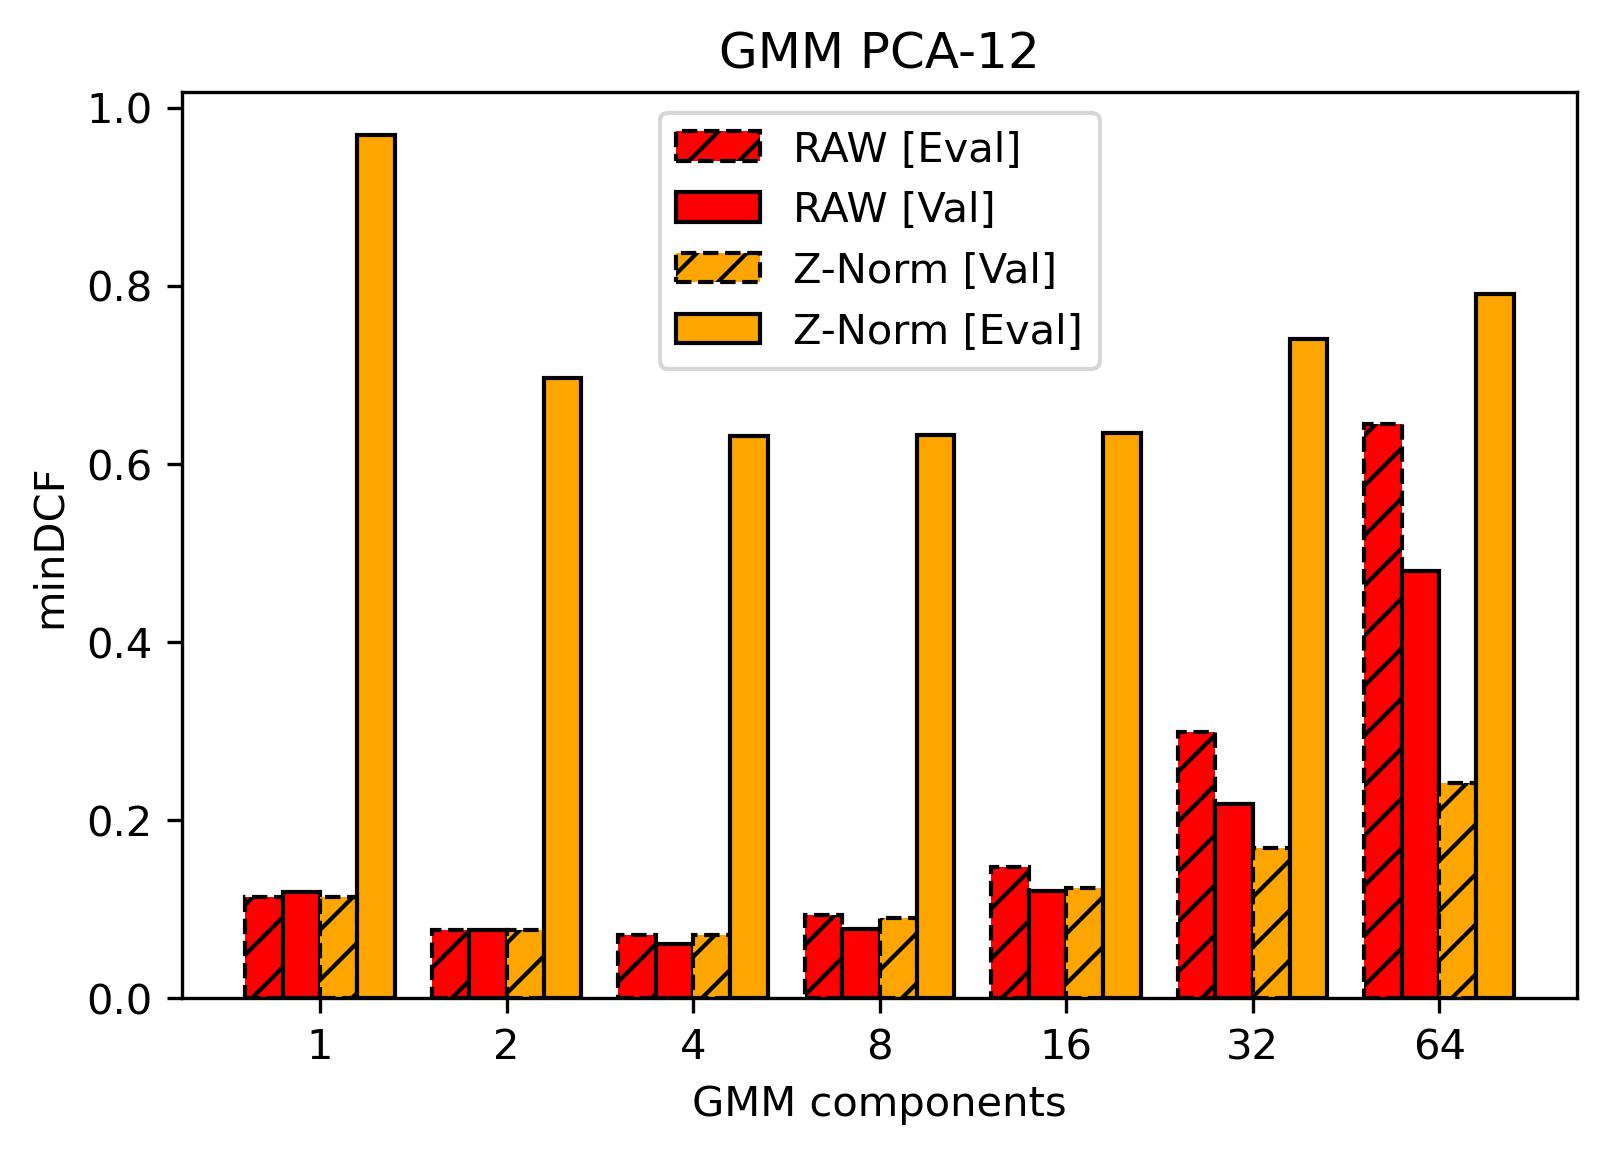 GMM PCA-12
1.0
0.8
0.6
0.4
0.2
0.0
minDCF
RAW [Eval]
RAW [Val]
Z-Norm [Val]
Z-Norm [Eval]
1 2 4 8 16 32 64
GMM components